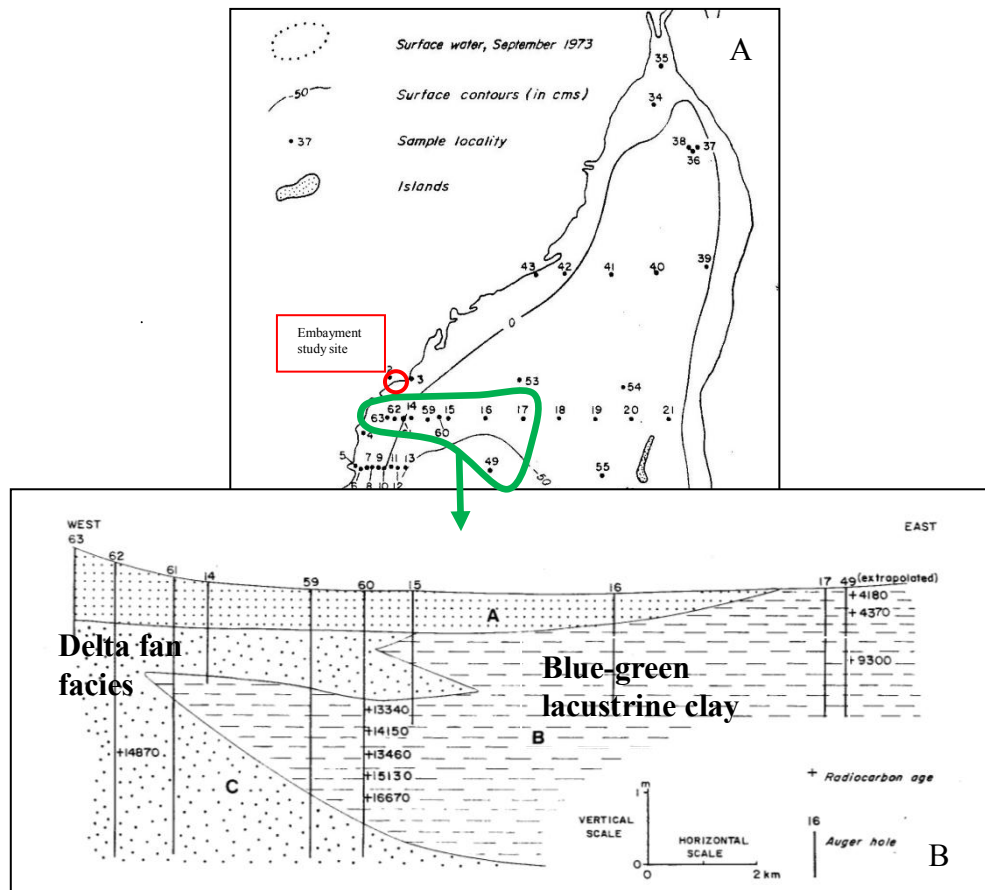 A
Surface water, September 1973
-50
Surface contours (in cms)
37
Sample locality
Islands
35
34
38
37
36
43
42
41
40
39
0
Embayment
study site
2
3
53
54
63
62
14
59
15
16
17
18
19
20
21
60
4
5
7
9
11
13
6
8
10
12
49
-50
55
WEST
EAST
63
62
61
14
59
60
15
16
17
49 (extrapolated)
+4180
+4370
A
Delta fan
facies
Blue-green
lacustrine clay
+9300
+13340
+14150
B
+14870
+13460
+15130
C
+16670
+ Radiocarbon age
1
m
VERTICAL
SCALE
HORIZONTAL
SCALE
0
0
2 km
16
Auger hole
B